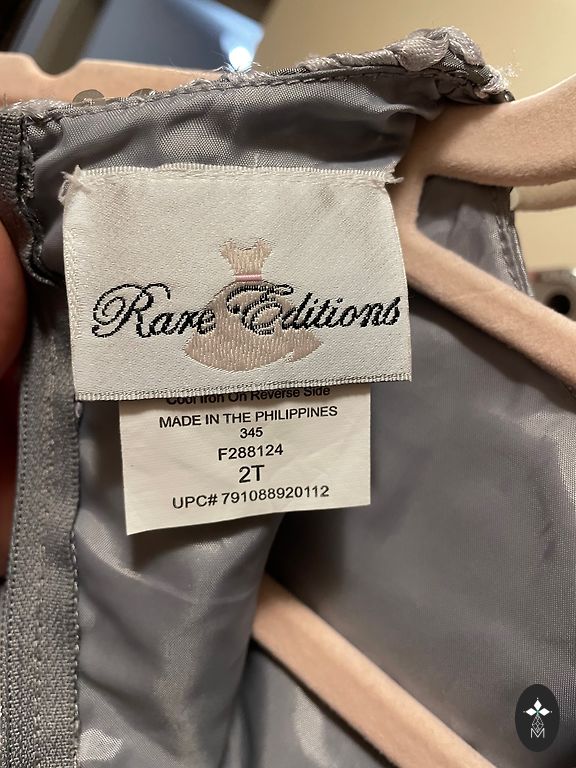 Rare Editions
Cool Iron On Reverse Side
MADE IN THE PHILIPPINES
345
F288124
2T
UPC# 791088920112
M